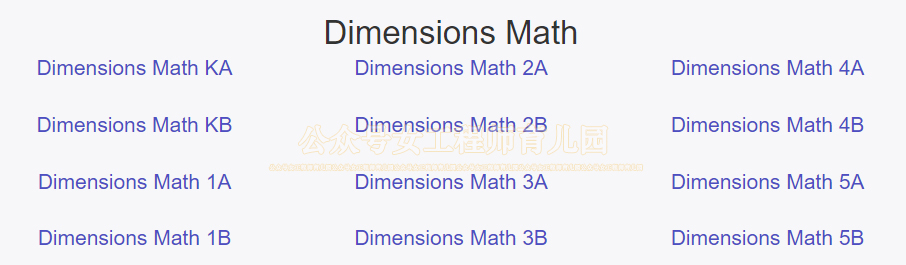 Dimensions Math
Dimensions Math KA
Dimensions Math 2A
Dimensions Math 4A
Dimensions Math KB
Dimensions Math 2B
Dimensions Math 4B
公众号女工程师育儿园
Dimensions Math 1A
Dimensions Math 3A
Dimensions Math 5A
Dimensions Math 1B
Dimensions Math 3B
Dimensions Math 5B